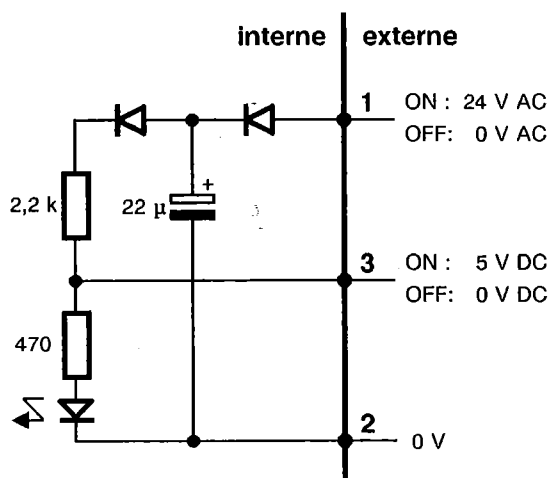 interne externe
1 ON : 24 V AC
OFF: 0 V AC
+
2,2 k
22 µ
3 ON : 5 V DC
OFF: 0 V DC
470
2 0 V